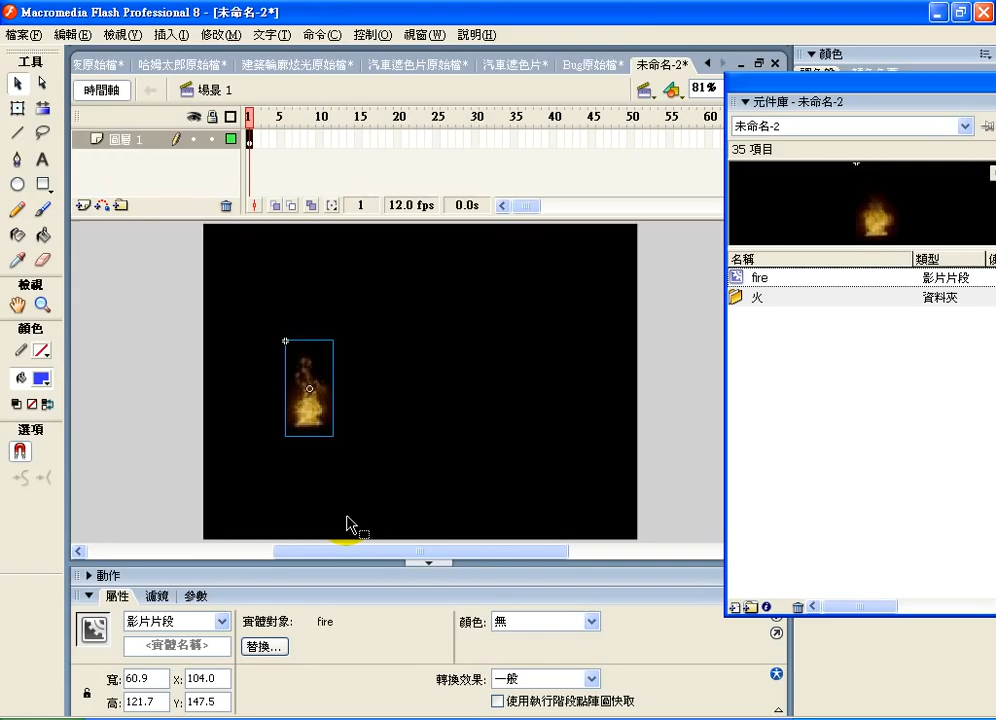 Macromedia Flash Professional 8 - [未命名-2*]
檔案(F) 編輯(E) 檢視(V) 插入(I) 修改(M) 文字(T) 命令(C) 控制(O) 視窗(W) 說明(H)
工具
原始檔* 哈姆太郎原始檔* 建築輪廓炫光原始檔* 汽車遮色片原始檔* 汽車遮色片* Bug原始檔* 未命名-2*
顏色
時間軸 場景 1 81%
元件庫 - 未命名-2
1 5 10 15 20 25 30 35 40 45 50 55 60
未命名-2
圖層 1
35 項目
1 12.0 fps 0.0s
名稱 類型
fire 影片片段
火 資料夾
檢視
顏色
選項
動作
屬性 濾鏡 參數
影片片段 實體對象: fire 顏色: 無
<實體名稱> 替換...
寬: 60.9 X: 104.0 轉換效果: 一般
高: 121.7 Y: 147.5 使用執行階段點陣圖快取